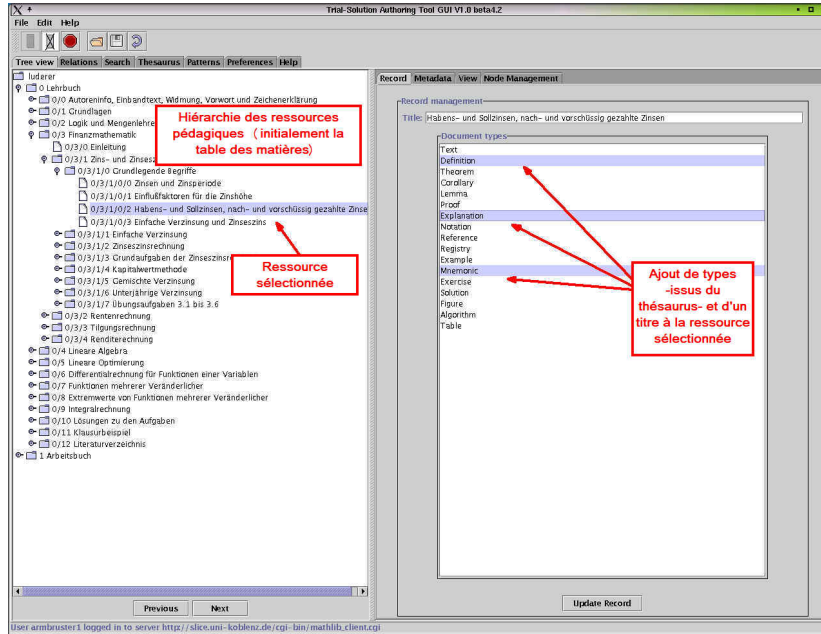 Trial-Solution Authoring Tool GUI V1.0 beta4.2
File Edit Help
Tree view Relations Search Thesaurus Patterns Preferences Help
luderer
0 Lehrbuch
0/0 Autoreninfo, Einbandtext, Widmung, Vorwort und Zeichenerklärung
0/1 Grundlagen
0/2 Logik und Mengenlehre
0/3 Finanzmathematik
0/3/0 Einleitung
0/3/1 Zins- und Zinsesz
0/3/1/0 Grundlegende Begriffe
0/3/1/0/0 Zinsen und Zinsperiode
0/3/1/0/1 Einflußfaktoren für die Zinshöhe
0/3/1/0/2 Habens- und Sollzinsen, nach- und vorschüssig gezahlte Zinse
0/3/1/0/3 Einfache Verzinsung und Zinseszins
0/3/1/1 Einfache Verzinsung
0/3/1/2 Zinseszinsrechnung
0/3/1/3 Grundaufgaben der Zinseszinsr
0/3/1/4 Kapitalwertmethode
0/3/1/5 Gemischte Verzinsung
0/3/1/6 Unterjährige Verzinsung
0/3/1/7 Übungsaufgaben 3.1 bis 3.6
0/3/2 Rentenrechnung
0/3/3 Tilgungsrechnung
0/3/4 Renditerechnung
0/4 Lineare Algebra
0/5 Lineare Optimierung
0/6 Differentialrechnung für Funktionen einer Variablen
0/7 Funktionen mehrerer Veränderlicher
0/8 Extremwerte von Funktionen mehrerer Veränderlicher
0/9 Integralrechnung
0/10 Lösungen zu den Aufgaben
0/11 Klausurbeispiel
0/12 Literaturverzeichnis
1 Arbeitsbuch
Hiérarchie des ressources
pédagiques (initialement la
table des matières)
Ressource
sélectionnée
Previous Next
Record Metadata View Node Management
Record management
Title: Habens- und Sollzinsen, nach- und vorschüssig gezahlte Zinsen
Document types
Text
Definition
Theorem
Corollary
Lemma
Proof
Explanation
Notation
Reference
Registry
Example
Mnemonic
Exercise
Solution
Figure
Algorithm
Table
Ajout de types
-issus du
thésaurus- et d'un
titre à la ressource
sélectionnée
Update Record
User armbruster1 logged in to server http://slice.uni-koblenz.de/cgi-bin/mathlib_client.cgi